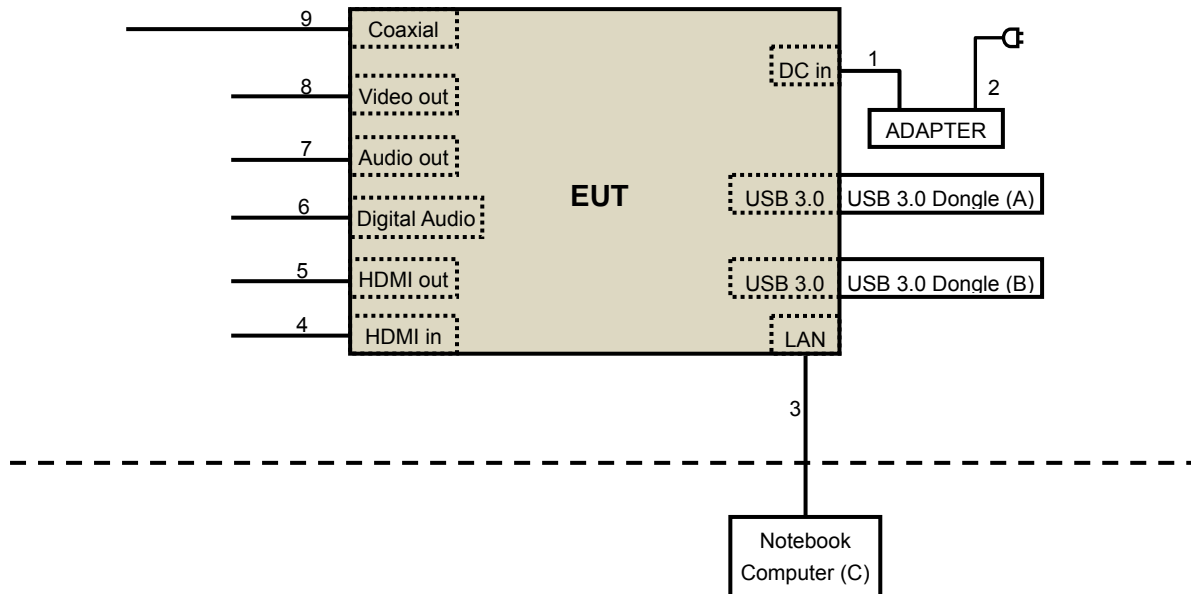 9
Coaxial
8
Video out
7
Audio out
6
Digital Audio
5
HDMI out
4
HDMI in
EUT
DC in
1
2
ADAPTER
USB 3.0
USB 3.0 Dongle (A)
USB 3.0
USB 3.0 Dongle (B)
LAN
3
Notebook
Computer (C)